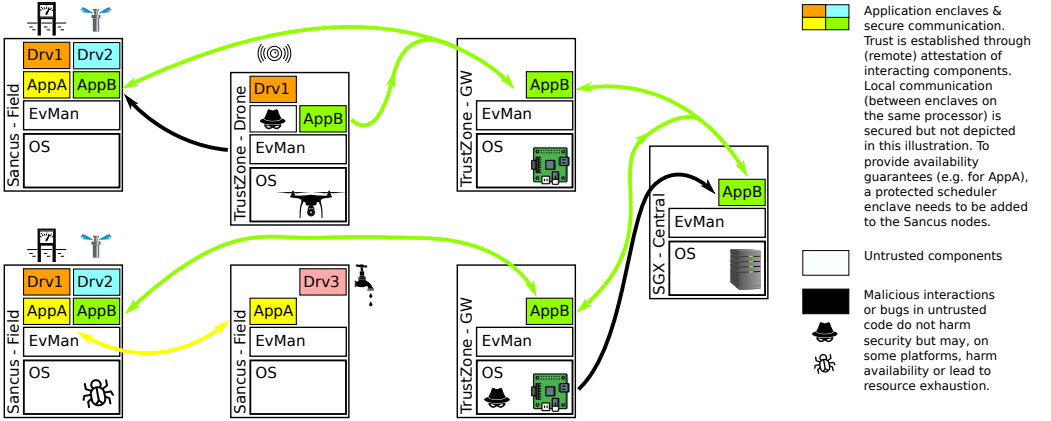 Sancus - Field
Drv1
Drv2
AppA
AppB
EvMan
OS
TrustZone - Drone
Drv1
AppB
EvMan
OS
TrustZone - GW
AppB
EvMan
OS
SGX - Central
AppB
EvMan
OS
Sancus - Field
Drv1
Drv2
AppA
AppB
EvMan
OS
Sancus - Field
Drv3
AppA
EvMan
OS
TrustZone - GW
AppB
EvMan
OS
Application enclaves &
secure communication.
Trust is established through
(remote) attestation of
interacting components.
Local communication
(between enclaves on
the same processor) is
secured but not depicted
in this illustration. To
provide availability
guarantees (e.g. for AppA),
a protected scheduler
enclave needs to be added
to the Sancus nodes.
Untrusted components
Malicious interactions
or bugs in untrusted
code do not harm
security but may, on
some platforms, harm
availability or lead to
resource exhaustion.